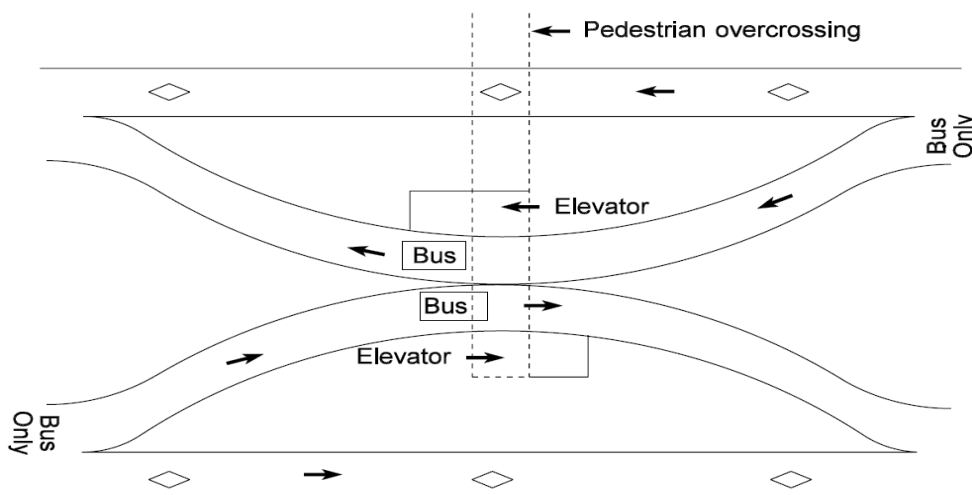 Pedestrian overcrossing
Bus
Only
Elevator
Bus
Bus
Elevator
Bus
Only